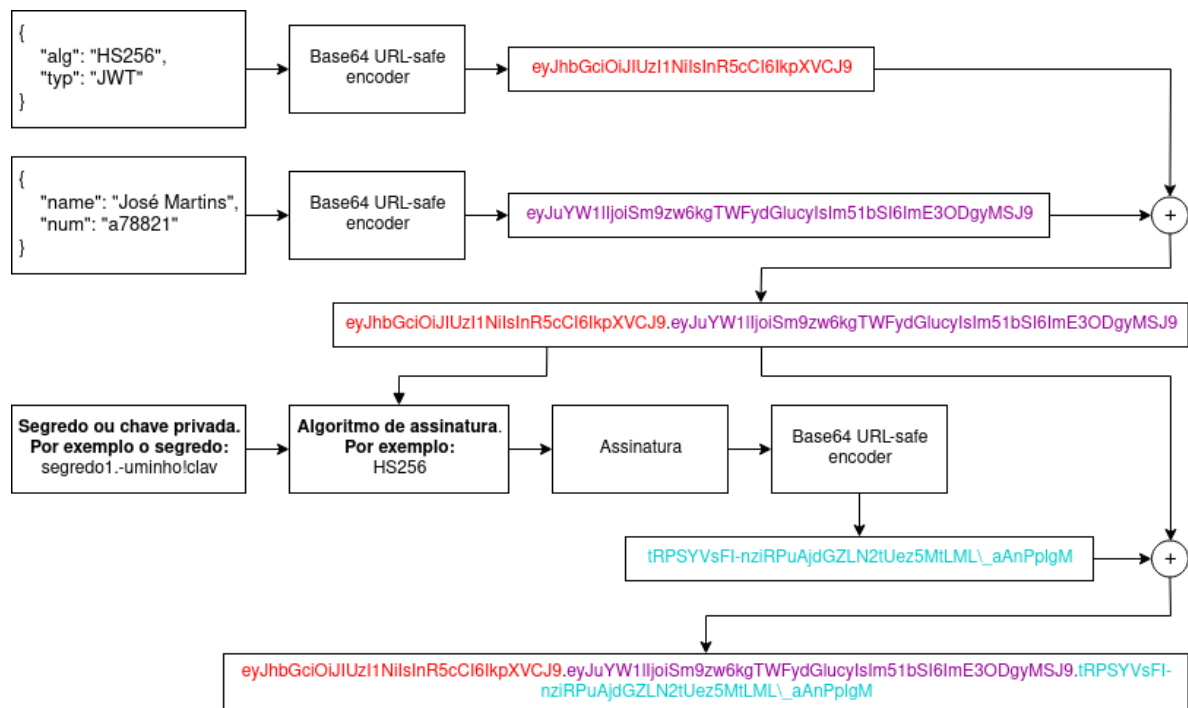 {
"alg": "HS256",
"typ": "JWT"
}
Base64 URL-safe
encoder
eyJhbGciOiJIUzI1NiIsInR5cCI6IkpXVCJ9
{
"name": "José Martins",
"num": "a78821"
}
Base64 URL-safe
encoder
eyJuYW1lIjoiSm9zw6kgTWFydGlucyIsIm51bSI6ImE3ODgyMSJ9
+
eyJhbGciOiJIUzI1NiIsInR5cCI6IkpXVCJ9.eyJuYW1lIjoiSm9zw6kgTWFydGlucyIsIm51bSI6ImE3ODgyMSJ9
Segredo ou chave privada.
Por exemplo o segredo:
segredo1.-uminho!clav
Algoritmo de assinatura.
Por exemplo:
HS256
Assinatura
Base64 URL-safe
encoder
tRPSYVsFI-nziRPuAjdGZLN2tUez5MtLML\_aAnPplgM
+
eyJhbGciOiJIUzI1NiIsInR5cCI6IkpXVCJ9.eyJuYW1lIjoiSm9zw6kgTWFydGlucyIsIm51bSI6ImE3ODgyMSJ9.tRPSYVsFI-
nziRPuAjdGZLN2tUez5MtLML\_aAnPplgM